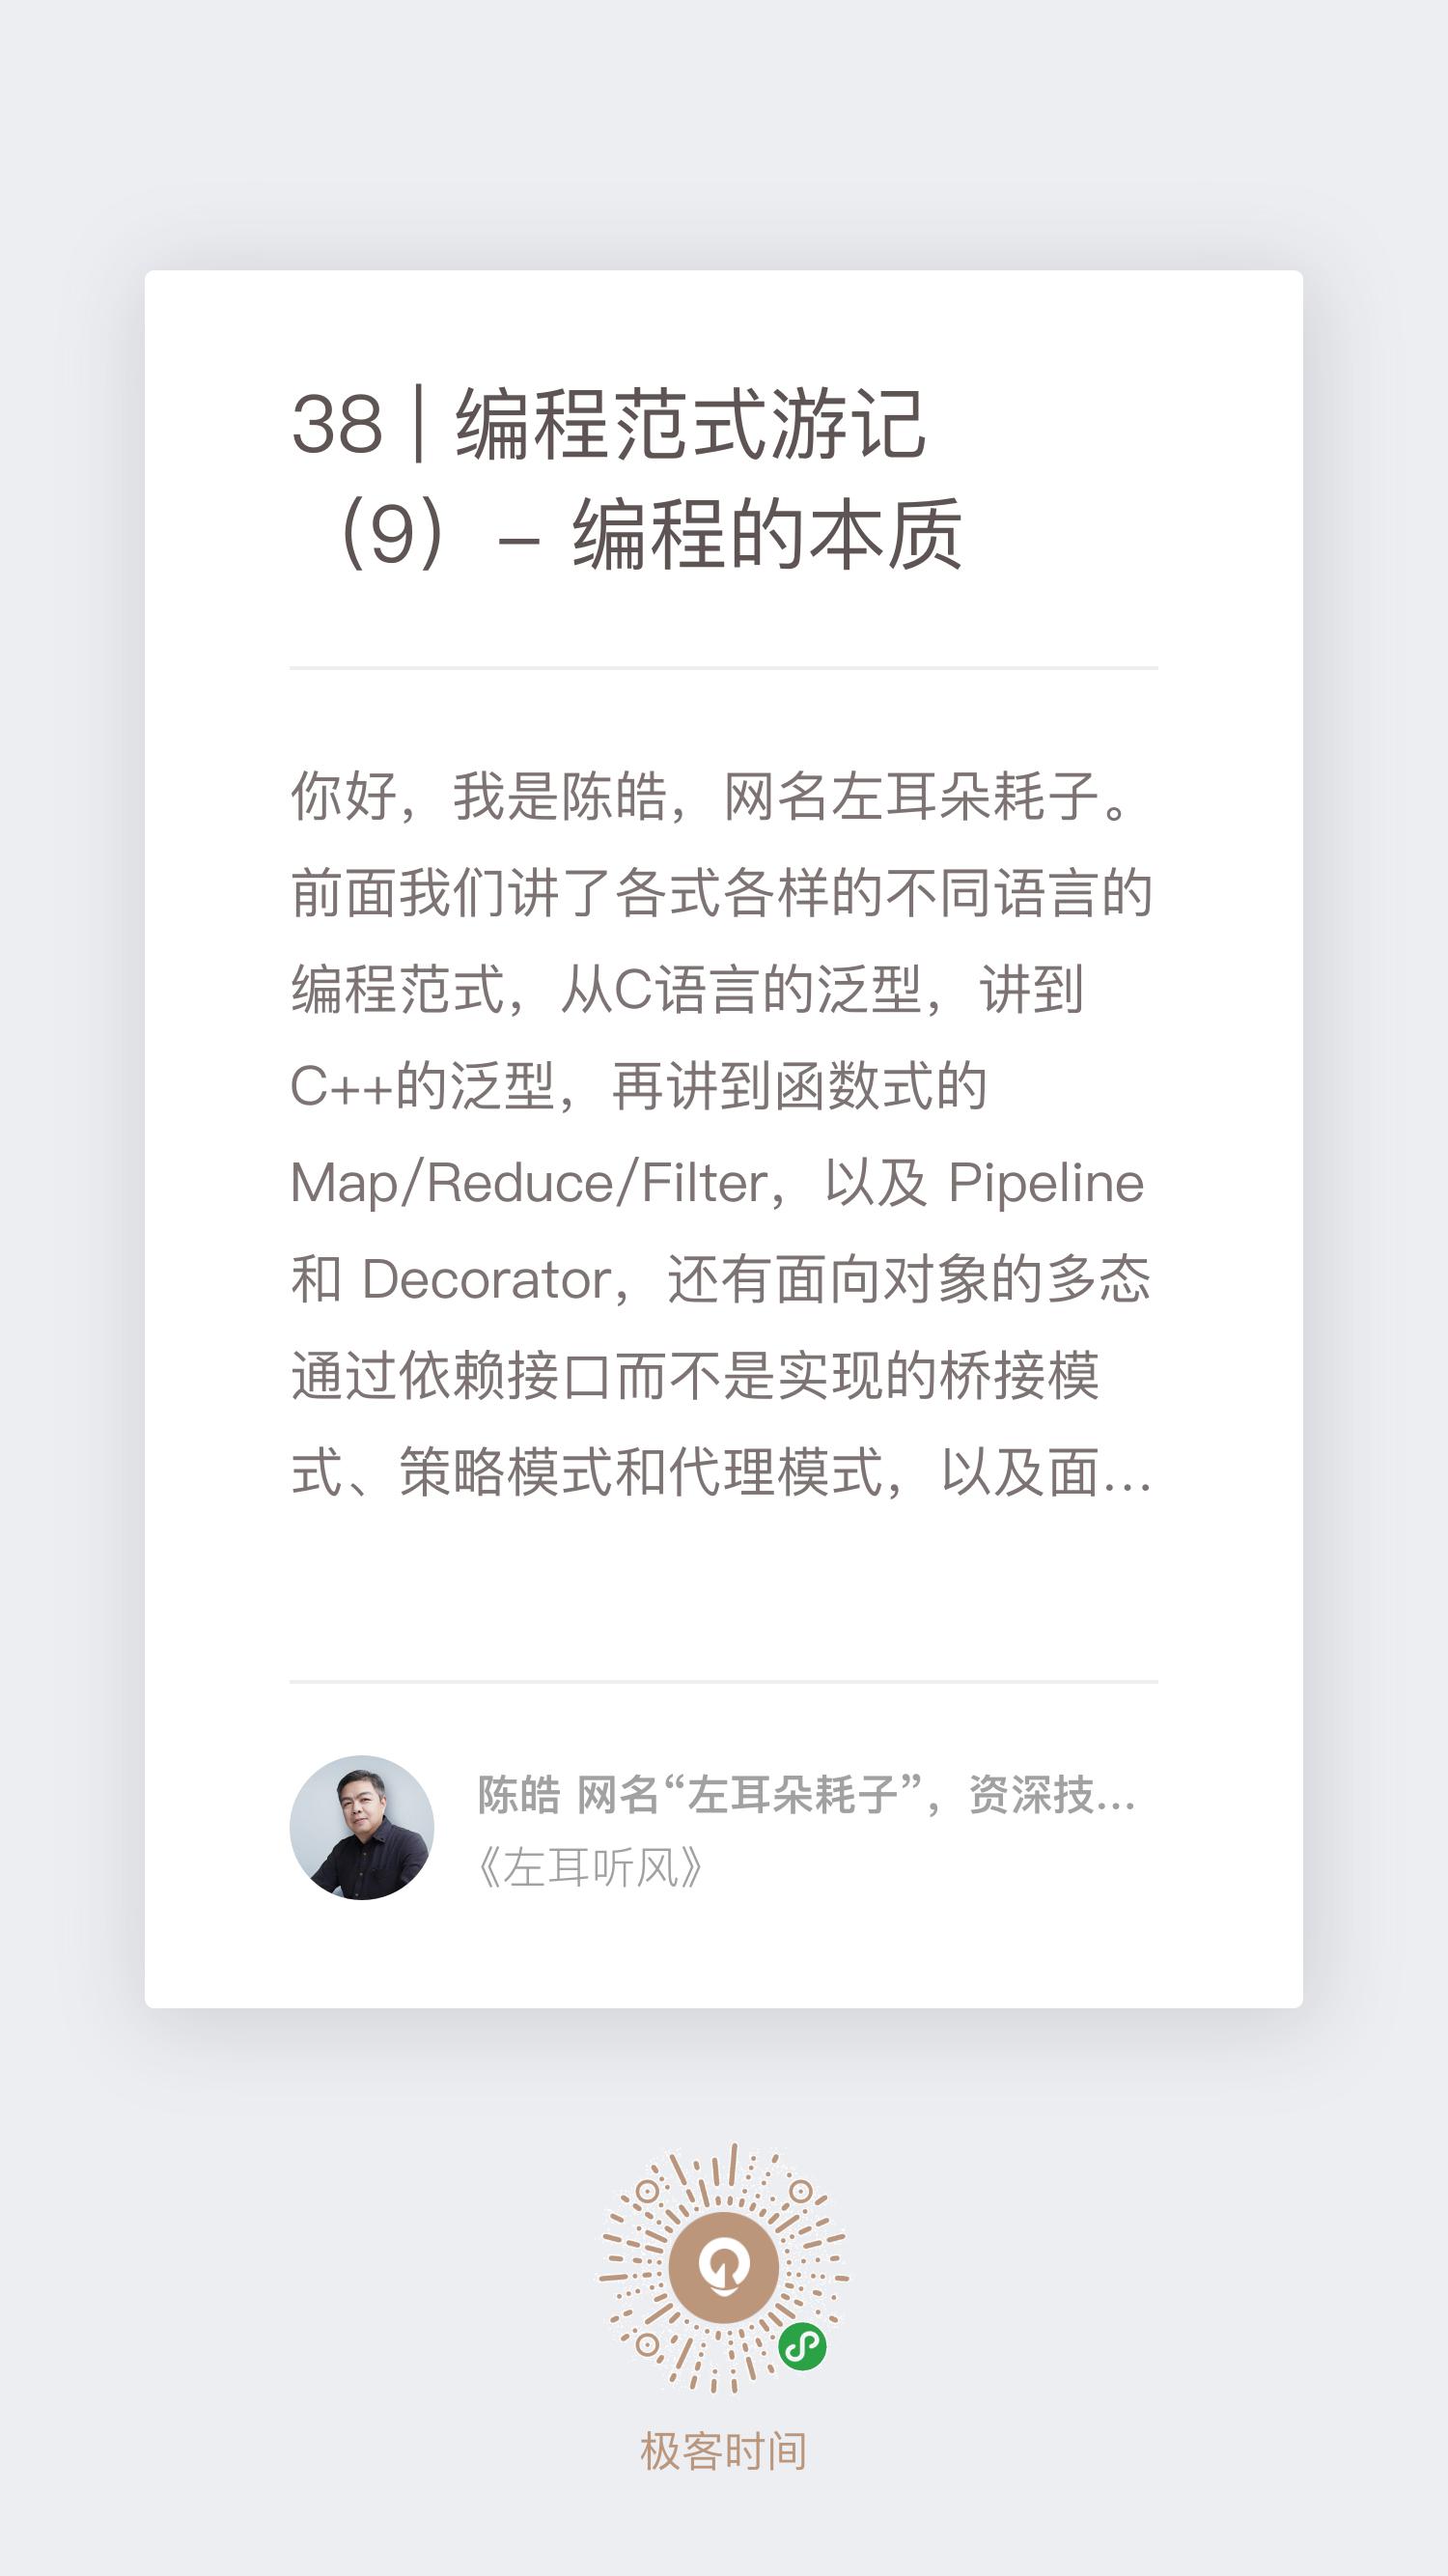 38 | 编程范式游记
（9）- 编程的本质
你好，我是陈皓，网名左耳朵耗子。
前面我们讲了各式各样的不同语言的
编程范式，从C语言的泛型，讲到
C++的泛型，再讲到函数式的
Map/Reduce/Filter，以及 Pipeline
和 Decorator，还有面向对象的多态
通过依赖接口而不是实现的桥接模
式、策略模式和代理模式，以及面...
陈皓 网名“左耳朵耗子”，资深技...
《左耳听风》
极客时间